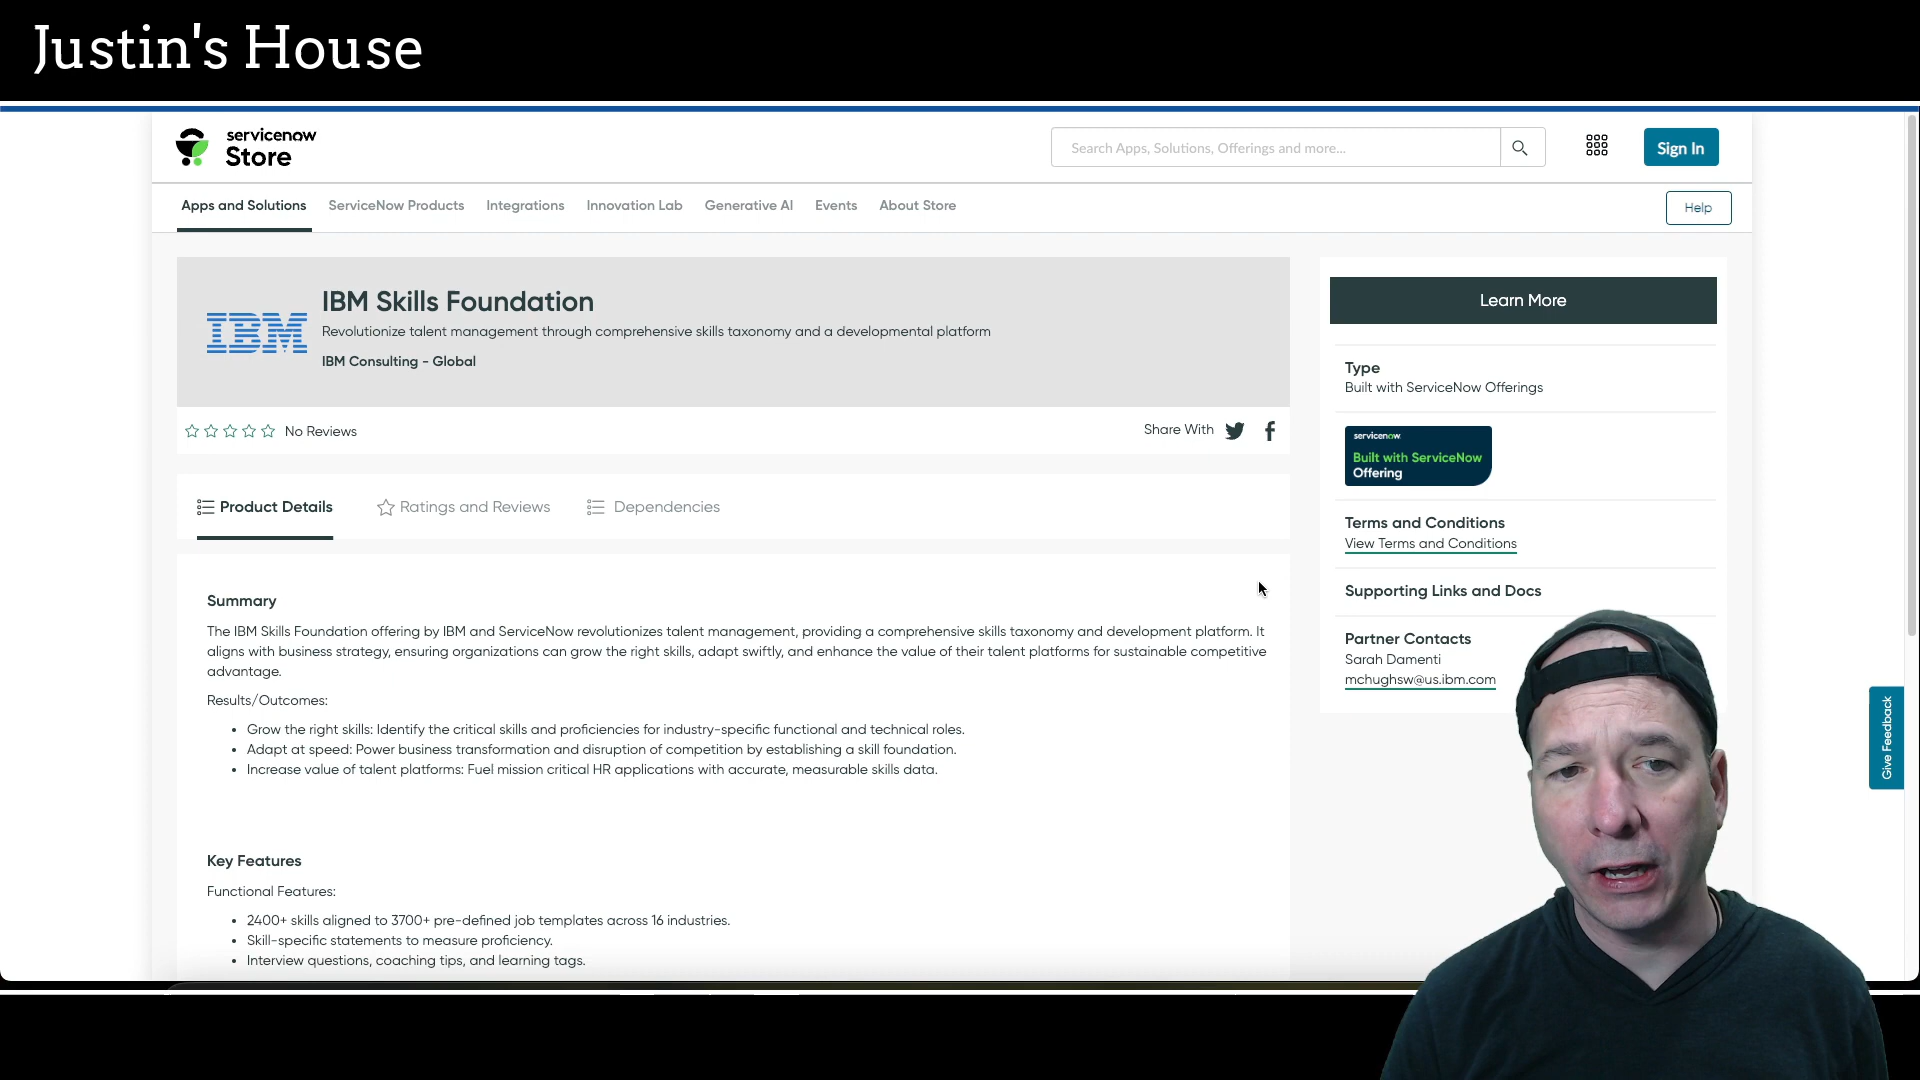 Justin's House
servicenow
Store
Search Apps, Solutions, Offerings and more...
Sign In
Apps and Solutions
ServiceNow Products
Integrations
Innovation Lab
Generative AI
Events
About Store
Help
IBM
IBM Skills Foundation
Revolutionize talent management through comprehensive skills taxonomy and a developmental platform
IBM Consulting - Global
No Reviews
Share With
Product Details
Ratings and Reviews
Dependencies
Summary
The IBM Skills Foundation offering by IBM and ServiceNow revolutionizes talent management, providing a comprehensive skills taxonomy and development platform. It
aligns with business strategy, ensuring organizations can grow the right skills, adapt swiftly, and enhance the value of their talent platforms for sustainable competitive
advantage.
Results/Outcomes:
• Grow the right skills: Identify the critical skills and proficiencies for industry-specific functional and technical roles.
• Adapt at speed: Power business transformation and disruption of competition by establishing a skill foundation.
• Increase value of talent platforms: Fuel mission critical HR applications with accurate, measurable skills data.
Key Features
Functional Features:
• 2400+ skills aligned to 3700+ pre-defined job templates across 16 industries.
• Skill-specific statements to measure proficiency.
• Interview questions, coaching tips, and learning tags.
Learn More
Type
Built with ServiceNow Offerings
servicenow
Built with ServiceNow
Offering
Terms and Conditions
View Terms and Conditions
Supporting Links and Docs
Partner Contacts
Sarah Damenti
mchughsw@us.ibm.com
Give Feedback